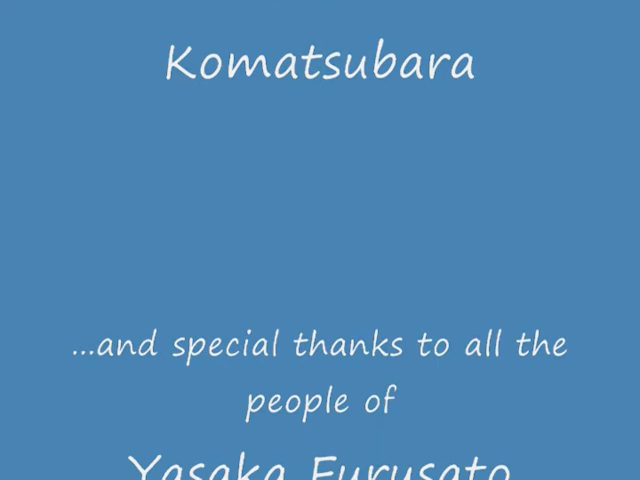 Komatsubara
...and special thanks to all the
people of
Yasaka Furusato